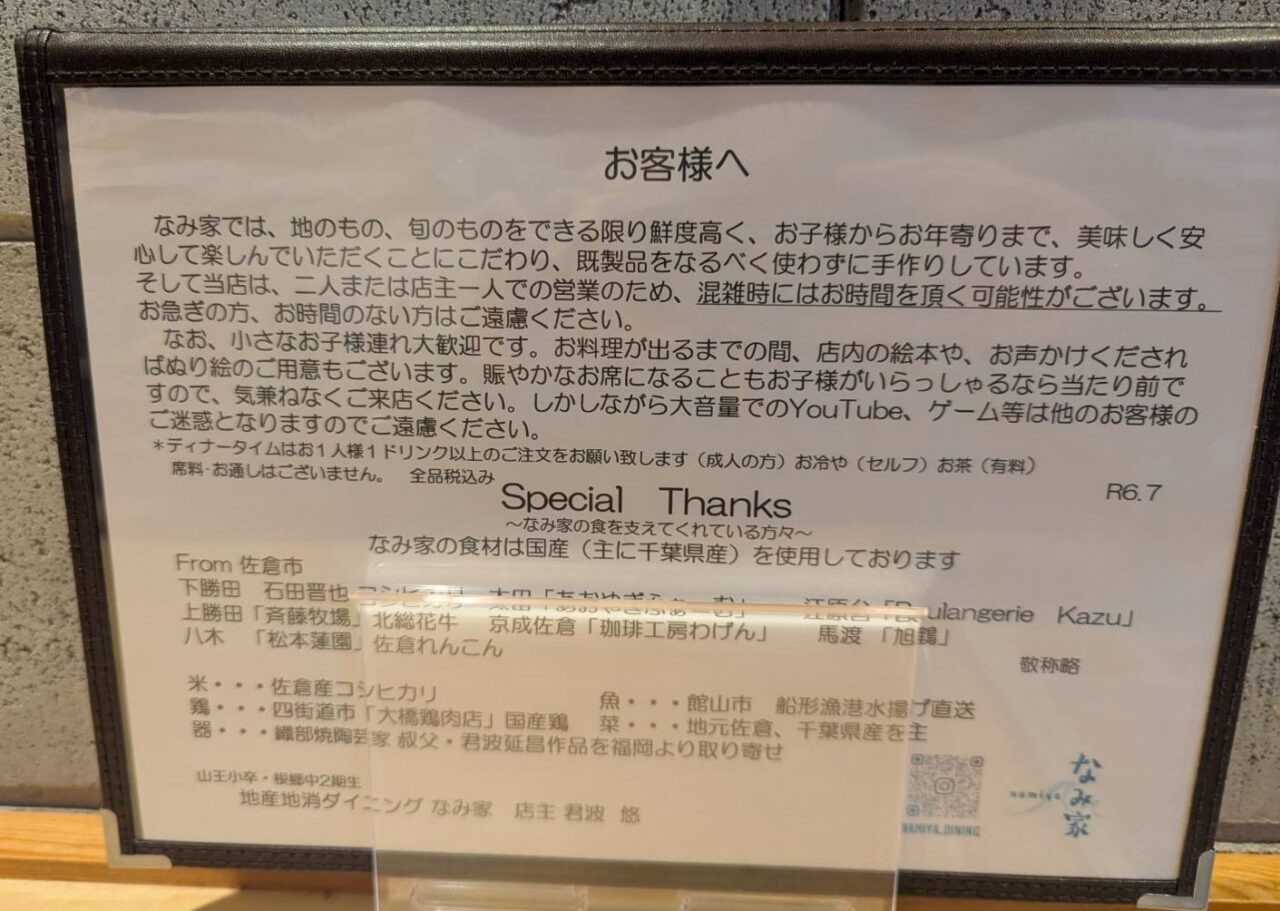 お客様へ
なみ家では、地のもの、旬のものをできる限り鮮度高く、お子様からお年寄りまで、美味しく安
心して楽しんでいただくことにこだわり、既製品をなるべく使わずに手作りしています。
そして当店は、二人または店主一人での営業のため、混雑時にはお時間を頂く可能性がございます。
お急ぎの方、お時間のない方はご遠慮ください。
なお、小さなお子様連れ大歓迎です。お料理が出るまでの間、店内の絵本や、お声かけくだされ
ばぬり絵のご用意もございます。賑やかなお席になることもお子様がいらっしゃるなら当たり前で
すので、気兼ねなくご来店ください。しかしながら大音量でのYouTube、ゲーム等は他のお客様の
ご迷惑となりますのでご遠慮ください。
*ディナータイムはお1人様1ドリンク以上のご注文をお願い致します（成人の方）お冷や（セルフ）お茶（有料）
席料・お通しはございません。　全品税込み
R6.7
Special Thanks
～なみ家の食を支えてくれている方々～
なみ家の食材は国産（主に千葉県産）を使用しております
From 佐倉市
下勝田　石田晋也 コシヒカリ　太田「あおやぎふぁーむ」　江原台「Boulangerie Kazu」
上勝田「斉藤牧場」北総花牛　京成佐倉「珈琲工房わげん」　馬渡「旭鶴」
八木　「松本蓮園」佐倉れんこん
敬称略
米・・・佐倉産コシヒカリ　魚・・・館山市　船形漁港水揚げ直送
鶏・・・四街道市「大橋鶏肉店」国産鶏　菜・・・地元佐倉、千葉県産を主
器・・・織部焼陶芸家 叔父・君波延昌作品を福岡より取り寄せ
山王小卒・根郷中2期生
地産地消ダイニング なみ家　店主 君波 悠
NAMIYA_DINING
なみ家
namiya